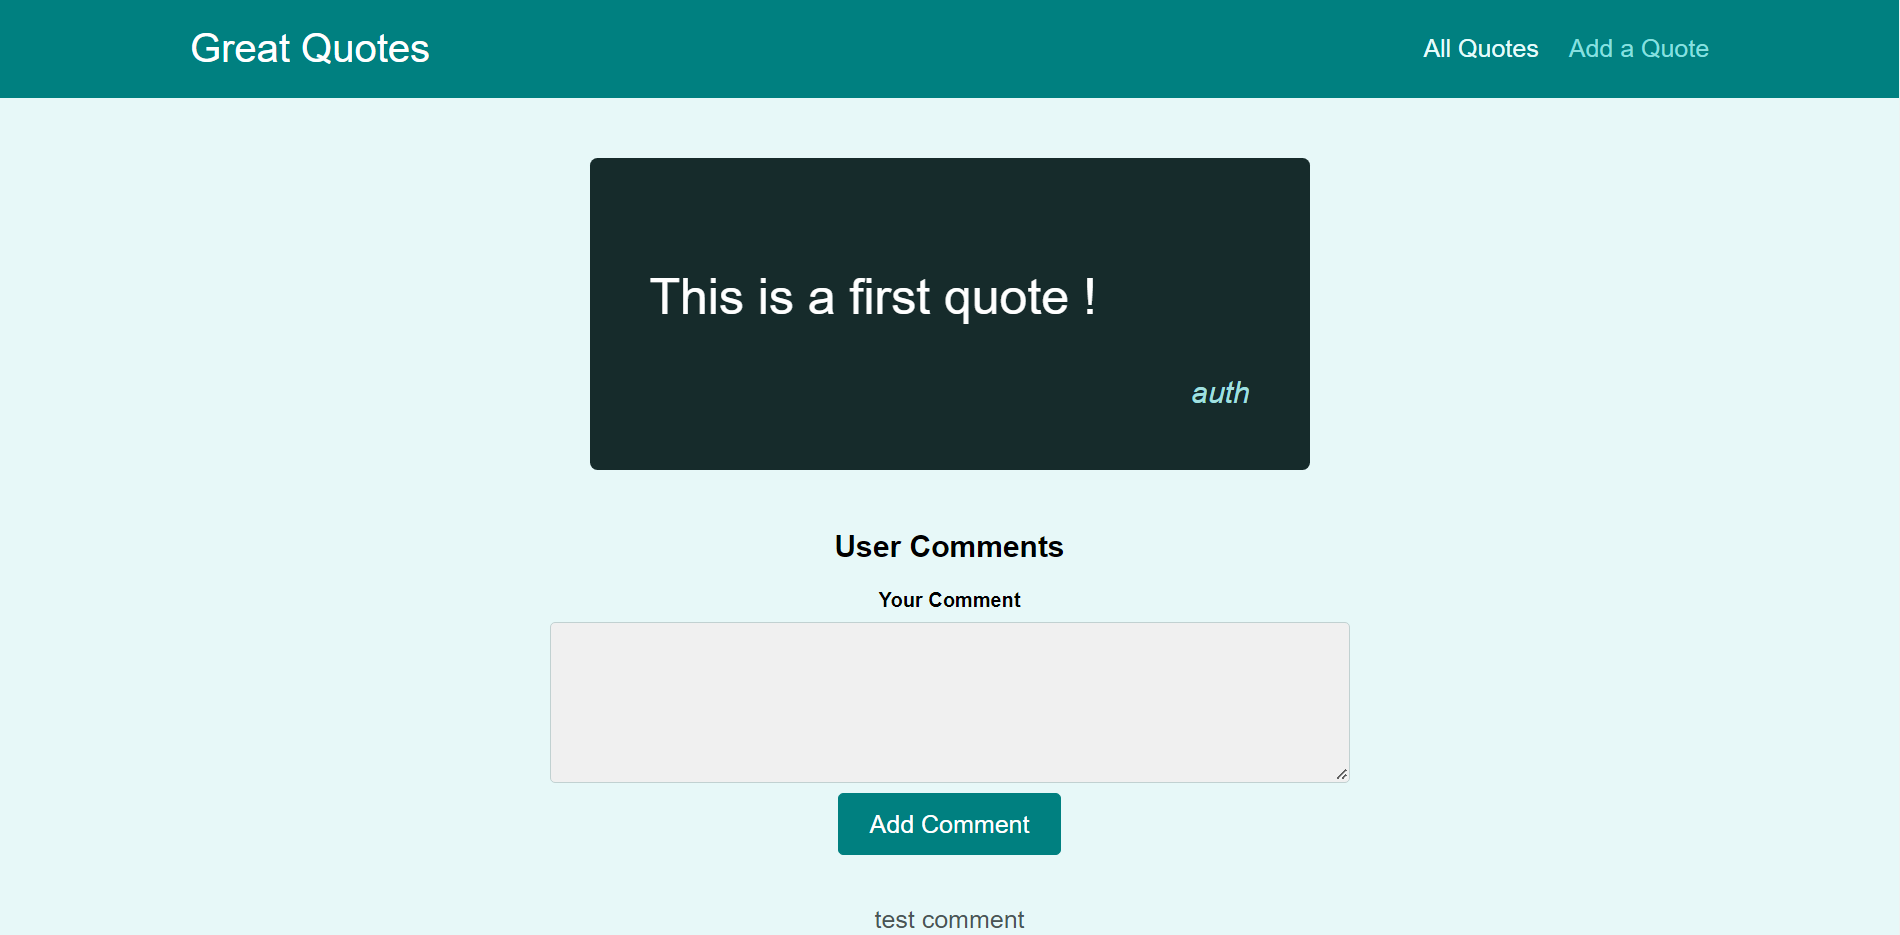 Great Quotes
All Quotes
Add a Quote
This is a first quote !
auth
User Comments
Your Comment
Add Comment
test comment